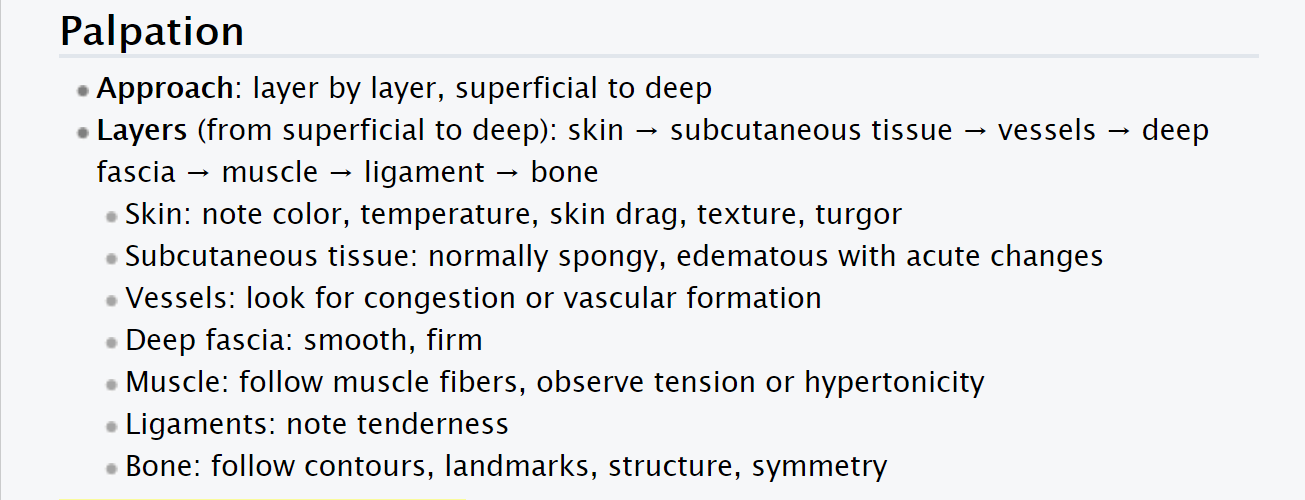 Palpation
Approach: layer by layer, superficial to deep
Layers (from superficial to deep): skin → subcutaneous tissue → vessels → deep
fascia → muscle → ligament → bone
Skin: note color, temperature, skin drag, texture, turgor
Subcutaneous tissue: normally spongy, edematous with acute changes
Vessels: look for congestion or vascular formation
Deep fascia: smooth, firm
Muscle: follow muscle fibers, observe tension or hypertonicity
Ligaments: note tenderness
Bone: follow contours, landmarks, structure, symmetry